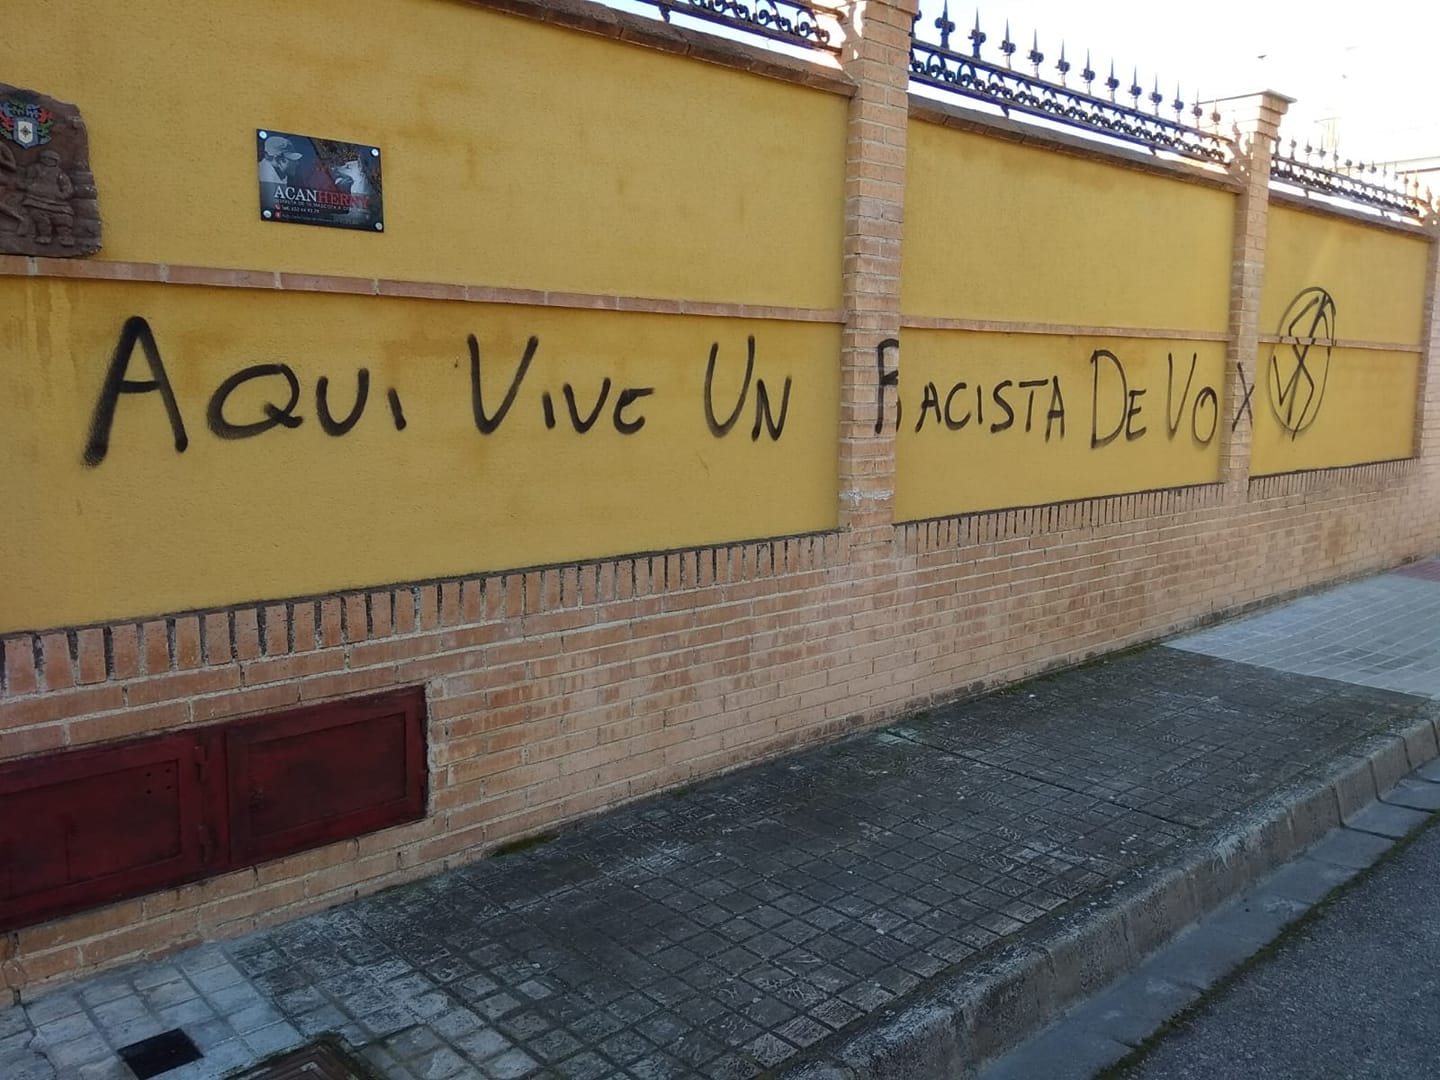 ACANHERNY
AQUI VIVE UN RACISTA DE VOX